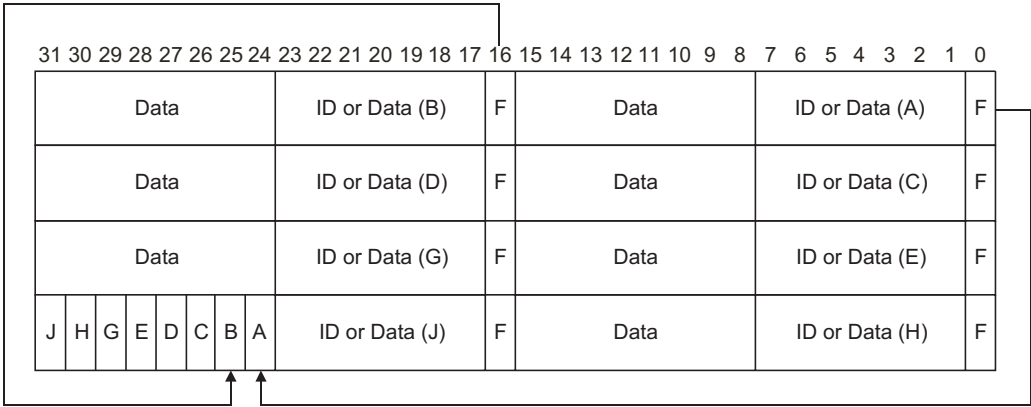 31 30 29 28 27 26 25 24 23 22 21 20 19 18 17 16 15 14 13 12 11 10 9 8 7 6 5 4 3 2 1 0
Data ID or Data (B) F Data ID or Data (A) F
Data ID or Data (D) F Data ID or Data (C) F
Data ID or Data (G) F Data ID or Data (E) F
J H G E D C B A ID or Data (J) F Data ID or Data (H) F